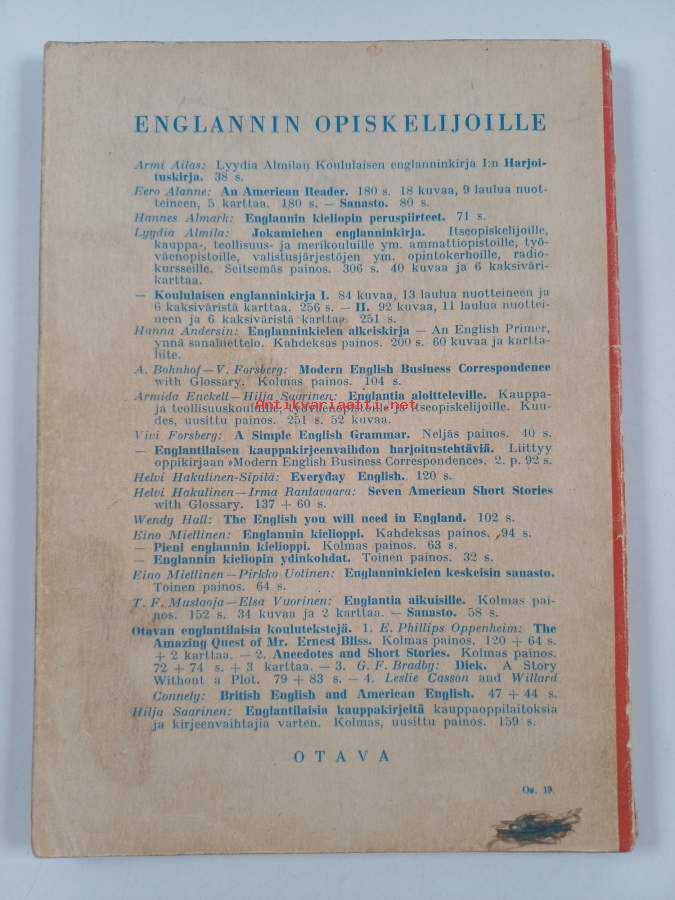 ENGLANNIN OPISKELIJOILLE
Armi Ailas: Lyydia Almilan Koululaisen englanninkirja I:n Harjoi-
tuskirja. 38 s.
Eero Alanne: An American Reader. 180 s. 18 kuvaa, 9 laulua nuot-
teineen, 5 karttaa. 180 s. — Sanasto. 80 s.
Hannes Almark: Englannin kieliopin peruspiirteet. 71 s.
Lyydia Almila: Jokamiehen englanninkirja. Itseopiskelijoille,
kauppa-, teollisuus- ja merikouluille ym. ammattiopistoille, työ-
väenopistoille, valistusjärjestöjen ym. opintokerhoille, radio-
kursseille. Seitsemäs painos. 306 s. 40 kuvaa ja 6 kaksiväri-
karttaa.
— Koululaisen englanninkirja I. 84 kuvaa, 13 laulua nuotteineen ja
6 kaksiväristä karttaa. 256 s. — II. 92 kuvaa, 11 laulua nuottei-
neen ja 6 kaksiväristä karttaa. 251 s.
Hanna Andersin: Englanninkielen alkeiskirja — An English Primer,
ynnä sanaluettelo. Kahdeksas painos. 200 s. 60 kuvaa ja kartta-
liite.
A. Bohnhof—V. Forsberg: Modern English Business Correspondence
with Glossary. Kolmas painos. 104 s.
Armida Enckell—Hilja Saarinen: Englantia aloitteleville. Kauppa-
ja teollisuuskouluille, työväenopistoille ja itseopiskelijoille. Kuu-
des, uusittu painos. 251 s. 52 kuvaa.
Antikvariaatti.net
Vivi Forsberg: A Simple English Grammar. Neljäs painos. 40 s.
— Englantilaisen kauppakirjeenvaihdon harjoitustehtäviä. Liittyy
oppikirjaan »Modern English Business Correspondence». 2. p. 92 s.
Helvi Hakulinen-Sipilä: Everyday English. 120 s.
Helvi Hakulinen—Irma Rantavaara: Seven American Short Stories
with Glossary. 137 + 60 s.
Wendy Hall: The English you will need in England. 102 s.
Eino Miettinen: Englannin kielioppi. Kahdeksas painos. 94 s.
— Pieni englannin kielioppi. Kolmas painos. 63 s.
— Englannin kieliopin ydinkohdat. Toinen painos. 32 s.
Eino Miettinen—Pirkko Uotinen: Englanninkielen keskeisin sanasto.
Toinen painos. 64 s.
T. F. Mustaoja—Elsa Vuorinen: Englantia aikuisille. Kolmas pai-
nos. 152 s. 34 kuvaa ja 2 karttaa. — Sanasto. 58 s.
Otavan englantilaisia koulutekstejä. 1. E. Phillips Oppenheim: The
Amazing Quest of Mr. Ernest Bliss. Kolmas painos. 120 + 64 s.
+ 2 karttaa. — 2. Anecdotes and Short Stories. Kolmas painos.
72 + 74 s. + 3 karttaa. — 3. G. F. Bradby: Dick. A Story
Without a Plot. 79 + 83 s. — 4. Leslie Casson and Willard
Connely: British English and American English. 47 + 44 s.
Hilja Saarinen: Englantilaisia kauppakirjeitä kauppaoppilaitoksia
ja kirjeenvaihtajia varten. Kolmas, uusittu painos. 159 s.
OTAVA
Os. 19.